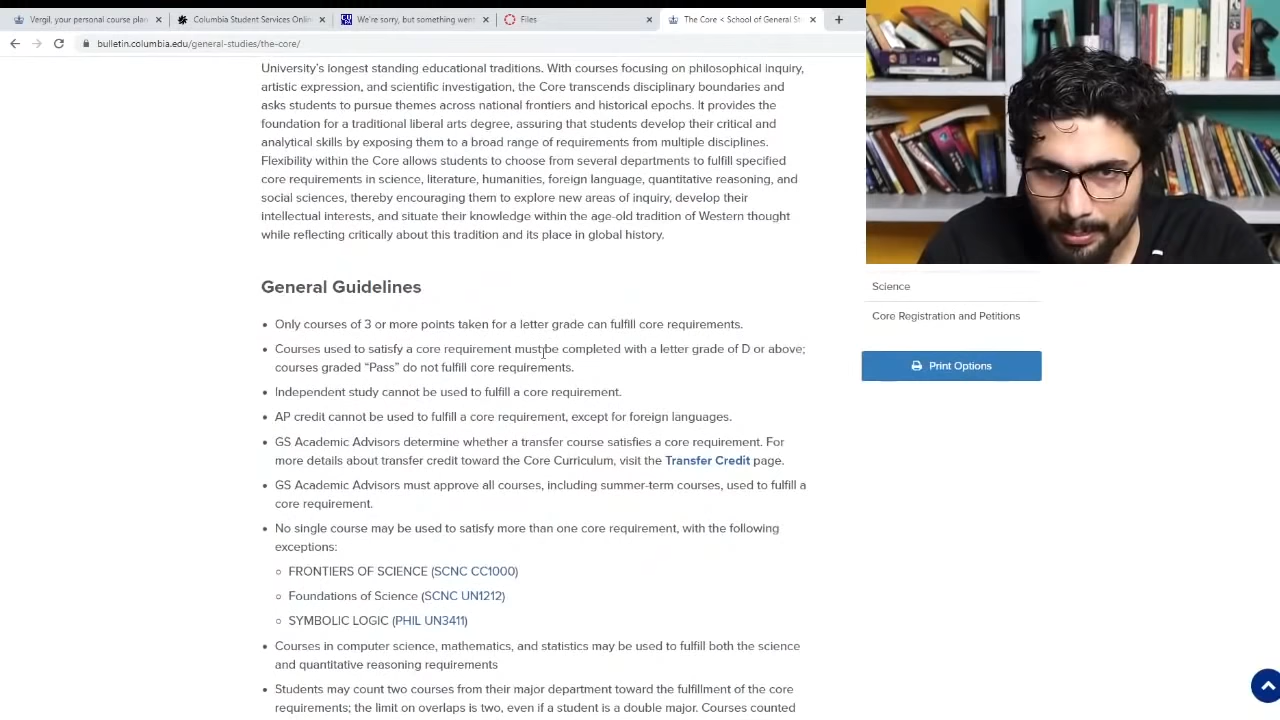 Vergil, your personal course plan
Columbia Student Services Onlin
We're sorry, but something went
Files
The Core < School of General St
bulletin.columbia.edu/general-studies/the-core/
University's longest standing educational traditions. With courses focusing on philosophical inquiry,
artistic expression, and scientific investigation, the Core transcends disciplinary boundaries and
asks students to pursue themes across national frontiers and historical epochs. It provides the
foundation for a traditional liberal arts degree, assuring that students develop their critical and
analytical skills by exposing them to a broad range of requirements from multiple disciplines.
Flexibility within the Core allows students to choose from several departments to fulfill specified
core requirements in science, literature, humanities, foreign language, quantitative reasoning, and
social sciences, thereby encouraging them to explore new areas of inquiry, develop their
intellectual interests, and situate their knowledge within the age-old tradition of Western thought
while reflecting critically about this tradition and its place in global history.
General Guidelines
Only courses of 3 or more points taken for a letter grade can fulfill core requirements.
Courses used to satisfy a core requirement must be completed with a letter grade of D or above;
courses graded “Pass” do not fulfill core requirements.
Independent study cannot be used to fulfill a core requirement.
AP credit cannot be used to fulfill a core requirement, except for foreign languages.
GS Academic Advisors determine whether a transfer course satisfies a core requirement. For
more details about transfer credit toward the Core Curriculum, visit the Transfer Credit page.
GS Academic Advisors must approve all courses, including summer-term courses, used to fulfill a
core requirement.
No single course may be used to satisfy more than one core requirement, with the following
exceptions:
FRONTIERS OF SCIENCE (SCNC CC1000)
Foundations of Science (SCNC UN1212)
SYMBOLIC LOGIC (PHIL UN3411)
Courses in computer science, mathematics, and statistics may be used to fulfill both the science
and quantitative reasoning requirements
Students may count two courses from their major department toward the fulfillment of the core
requirements; the limit on overlaps is two, even if a student is a double major. Courses counted
Science
Core Registration and Petitions
Print Options